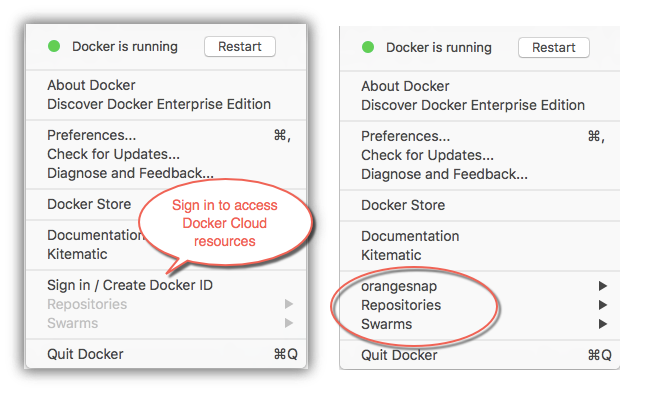 Docker is running Restart
About Docker
Discover Docker Enterprise Edition
Preferences... ⌘,
Check for Updates...
Diagnose and Feedback...
Docker Store
Documentation
Kitematic
Sign in / Create Docker ID
Repositories
Swarms
Quit Docker ⌘Q
Sign in to access
Docker Cloud
resources
Docker is running Restart
About Docker
Discover Docker Enterprise Edition
Preferences... ⌘,
Check for Updates...
Diagnose and Feedback...
Docker Store
Documentation
Kitematic
orangesnap
Repositories
Swarms
Quit Docker ⌘Q